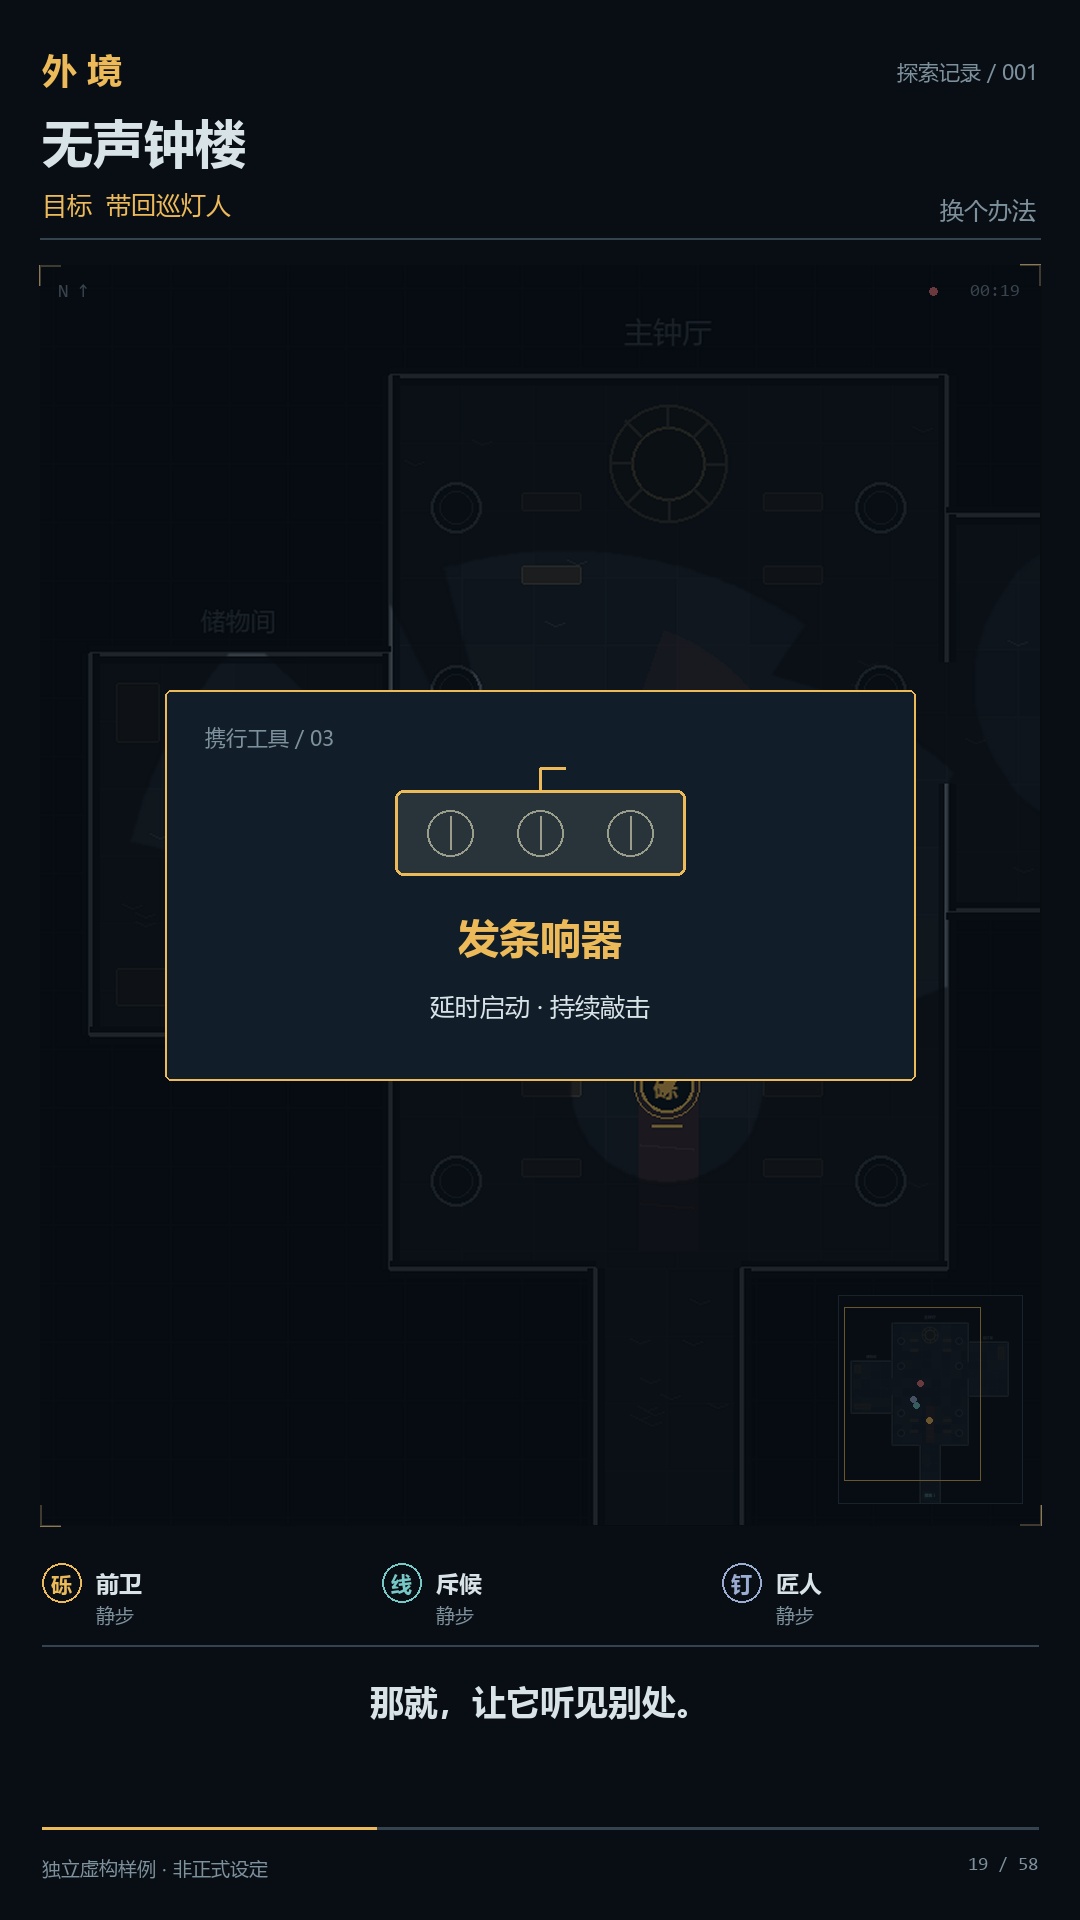 外 境
探索记录 / 001
无声钟楼
目标 带回巡灯人
换个办法
N ↑
00:19
主钟厅
储物间
携行工具 / 03
发条响器
延时启动 · 持续敲击
砾
砾 前卫
静步
线 斥候
静步
钉 匠人
静步
那就，让它听见别处。
独立虚构样例 · 非正式设定
19 / 58